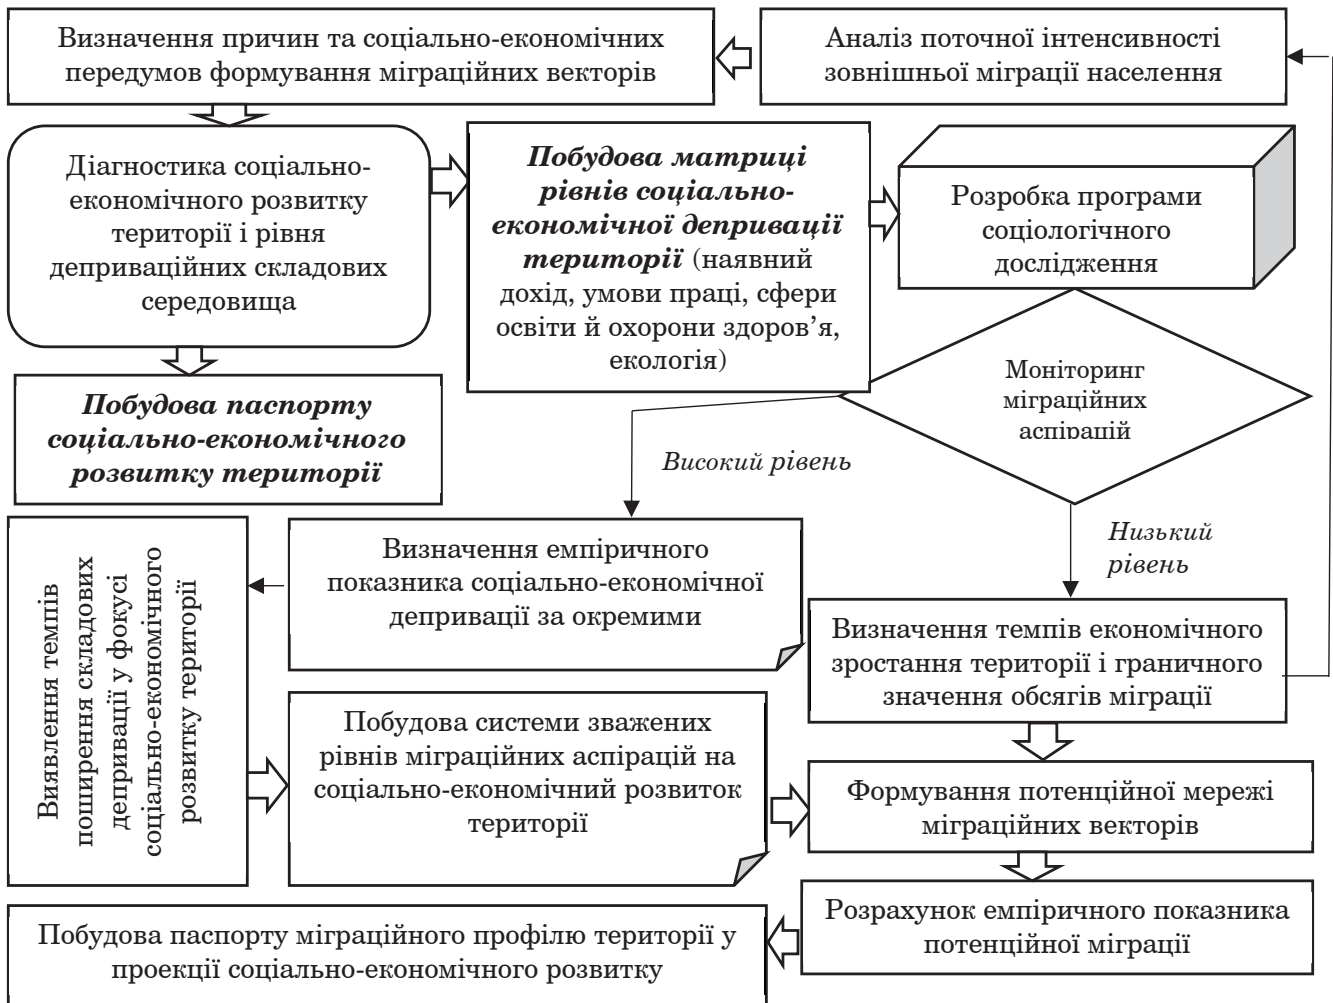 Визначення причин та соціально-економічних
передумов формування міграційних векторів
Аналіз поточної інтенсивності
зовнішньої міграції населення
Діагностика соціально-
економічного розвитку
території і рівня
деприваційних складових
середовища
Побудова матриці
рівнів соціально-
економічної депривації
території (наявний
дохід, умови праці, сфери
освіти й охорони здоров’я,
екологія)
Розробка програми
соціологічного
дослідження
Побудова паспорту
соціально-економічного
розвитку території
Моніторинг
міграційних
аспірацій
Високий рівень
Низький
рівень
Виявлення темпів
поширення складових
депривації у фокусі
соціально-економічного
розвитку території
Визначення емпіричного
показника соціально-економічної
депривації за окремими
Визначення темпів економічного
зростання території і граничного
значення обсягів міграції
Побудова системи зважених
рівнів міграційних аспірацій на
соціально-економічний розвиток
території
Формування потенційної мережі
міграційних векторів
Розрахунок емпіричного показника
потенційної міграції
Побудова паспорту міграційного профілю території у
проекції соціально-економічного розвитку